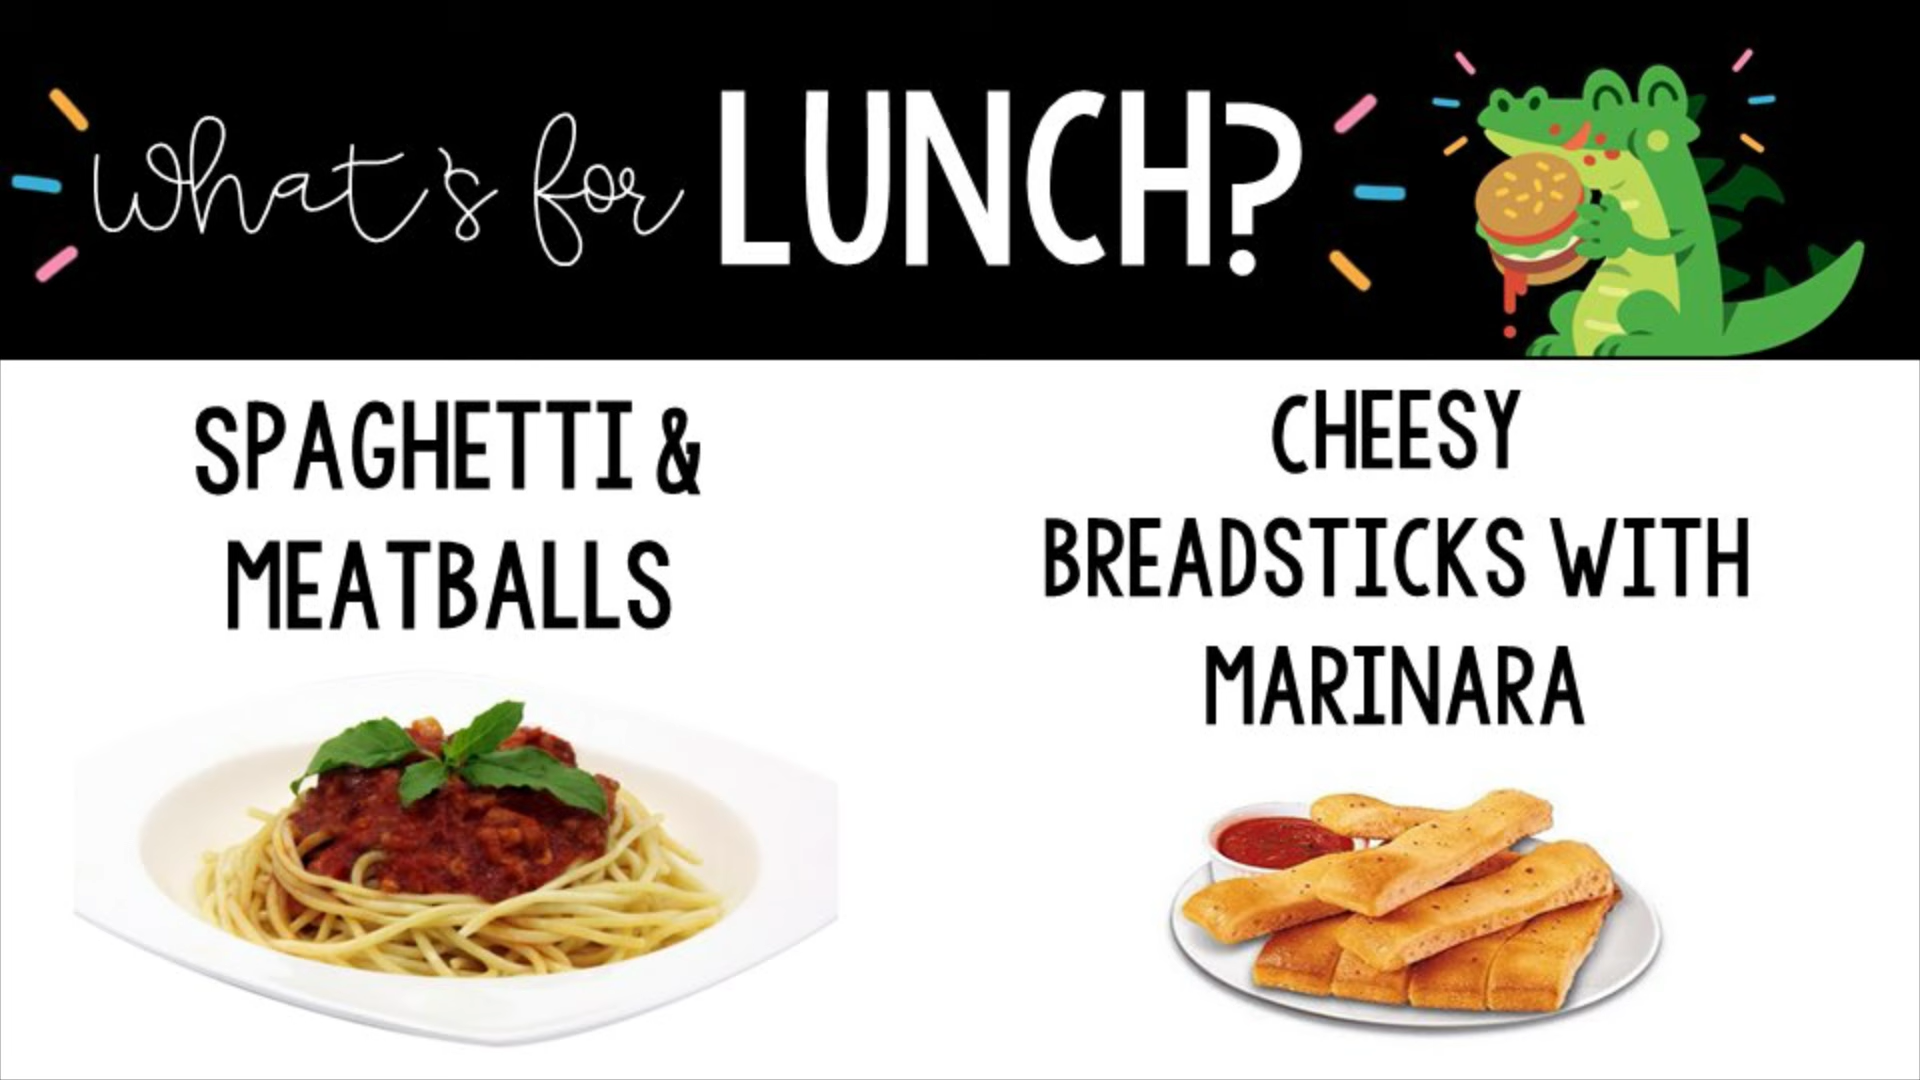 What's for LUNCH?
SPAGHETTI &
MEATBALLS
CHEESY
BREADSTICKS WITH
MARINARA